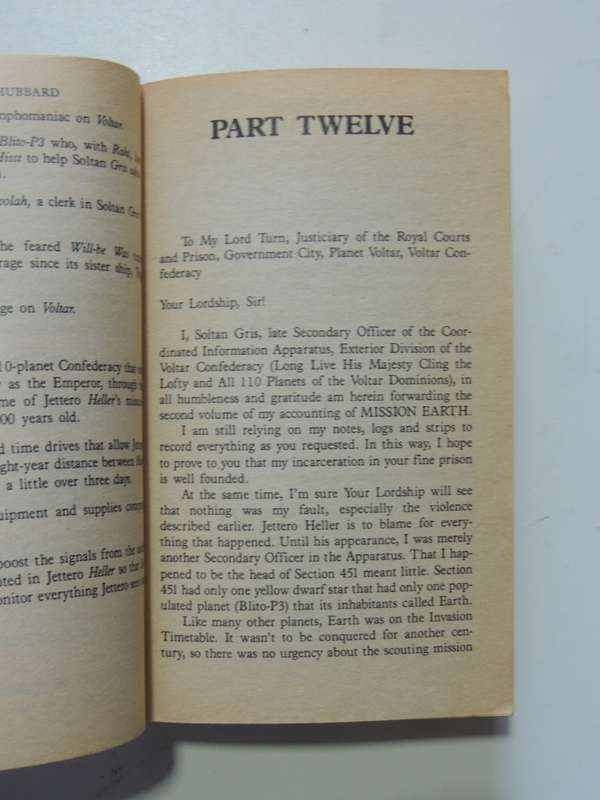 HUBBARD
mphomaniac on Voltar.
Blito-P3 who, with Raht,
Hisst to help Soltan Gris
oolah, a clerk in Soltan Gris
he feared Will-be Was
rage since its sister ship,
ge on Voltar.
10-planet Confederacy that
as the Emperor, through
me of Jettero Heller's
000 years old.
d time drives that allow
ght-year distance between
a little over three days.
uipment and supplies
boost the signals from the
ted in Jettero Heller so
onitor everything Jettero
PART TWELVE
To My Lord Turn, Justiciary of the Royal Courts
and Prison, Government City, Planet Voltar, Voltar Con-
federacy
Your Lordship, Sir!
I, Soltan Gris, late Secondary Officer of the Coor-
dinated Information Apparatus, Exterior Division of the
Voltar Confederacy (Long Live His Majesty Cling the
Lofty and All 110 Planets of the Voltar Dominions), in
all humbleness and gratitude am herein forwarding the
second volume of my accounting of MISSION EARTH.
I am still relying on my notes, logs and strips to
record everything as you requested. In this way, I hope
to prove to you that my incarceration in your fine prison
is well founded.
At the same time, I'm sure Your Lordship will see
that nothing was my fault, especially the violence
described earlier. Jettero Heller is to blame for every-
thing that happened. Until his appearance, I was merely
another Secondary Officer in the Apparatus. That I hap-
pened to be the head of Section 451 meant little. Section
451 had only one yellow dwarf star that had only one pop-
ulated planet (Blito-P3) that its inhabitants called Earth.
Like many other planets, Earth was on the Invasion
Timetable. It wasn't to be conquered for another cen-
tury, so there was no urgency about the scouting mission